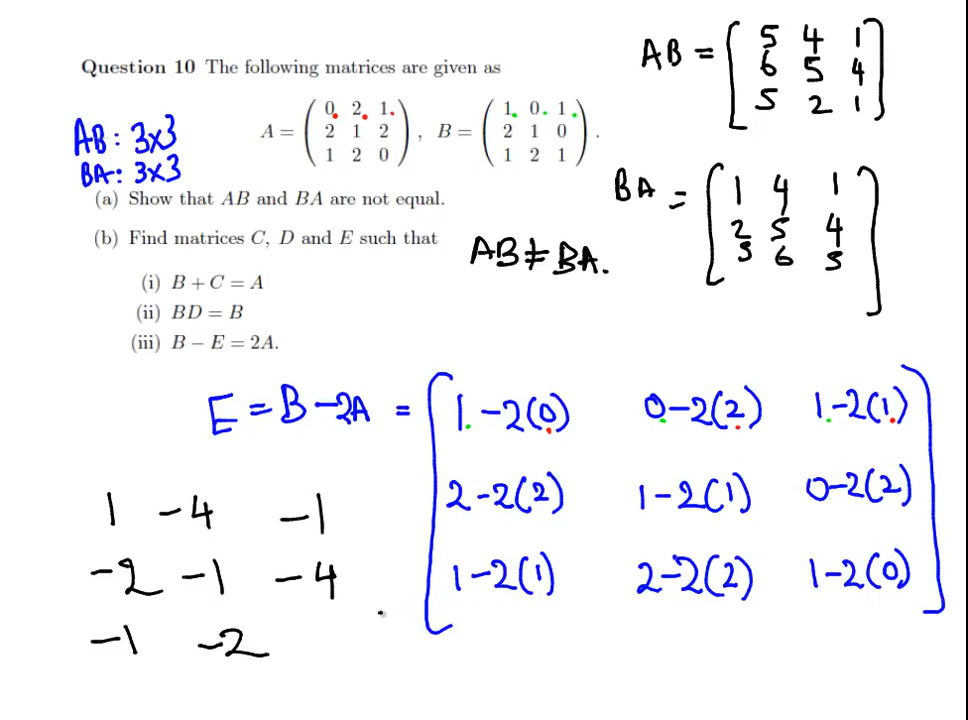 Question 10 The following matrices are given as
A = ( 0 2 1
2 1 2
1 2 0 ) , B = ( 1 0 1
2 1 0
1 2 1 ) .
AB : 3x3
BA : 3x3
(a) Show that AB and BA are not equal.
(b) Find matrices C, D and E such that
(i) B + C = A
(ii) BD = B
(iii) B − E = 2A.
AB = [ 5 4 1
6 5 4
5 2 1 ]
BA = [ 1 4 1
2 5 4
5 6 5 ]
AB ≠ BA.
E = B − 2A = [ 1 − 2(0) 0 − 2(2) 1 − 2(1)
2 − 2(2) 1 − 2(1) 0 − 2(2)
1 − 2(1) 2 − 2(2) 1 − 2(0) ]
1 −4 −1
−2 −1 −4
−1 −2